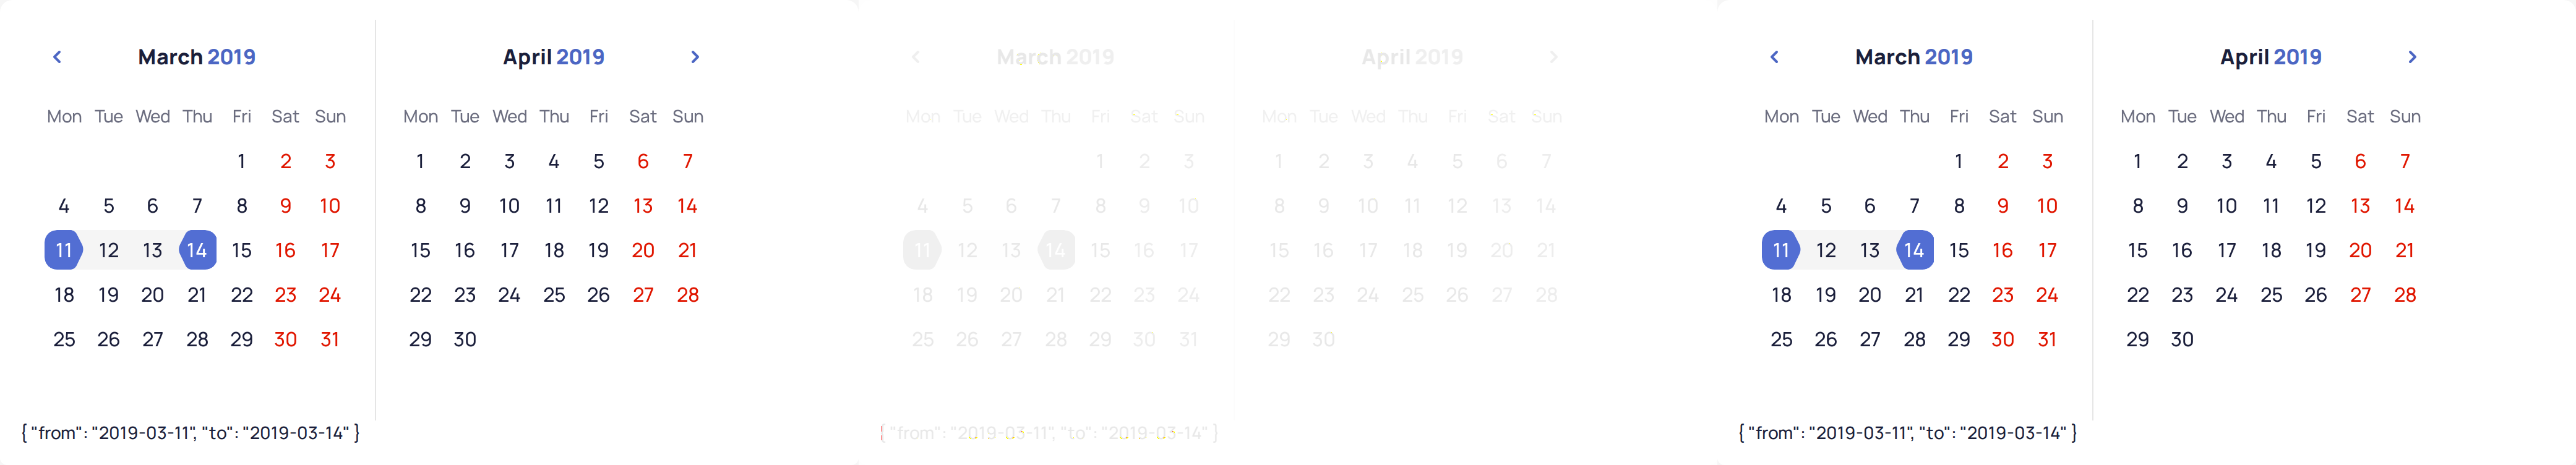 March 2019 April 2019
Mon Tue Wed Thu Fri Sat Sun Mon Tue Wed Thu Fri Sat Sun
1 2 3 1 2 3 4 5 6 7
4 5 6 7 8 9 10 8 9 10 11 12 13 14
11 12 13 14 15 16 17 15 16 17 18 19 20 21
18 19 20 21 22 23 24 22 23 24 25 26 27 28
25 26 27 28 29 30 31 29 30
{ "from": "2019-03-11", "to": "2019-03-14" }
March 2019 April 2019
Mon Tue Wed Thu Fri Sat Sun Mon Tue Wed Thu Fri Sat Sun
1 2 3 1 2 3 4 5 6 7
4 5 6 7 8 9 10 8 9 10 11 12 13 14
11 12 13 14 15 16 17 15 16 17 18 19 20 21
18 19 20 21 22 23 24 22 23 24 25 26 27 28
25 26 27 28 29 30 31 29 30
{ "from": "2019-03-11", "to": "2019-03-14" }
March 2019 April 2019
Mon Tue Wed Thu Fri Sat Sun Mon Tue Wed Thu Fri Sat Sun
1 2 3 1 2 3 4 5 6 7
4 5 6 7 8 9 10 8 9 10 11 12 13 14
11 12 13 14 15 16 17 15 16 17 18 19 20 21
18 19 20 21 22 23 24 22 23 24 25 26 27 28
25 26 27 28 29 30 31 29 30
{ "from": "2019-03-11", "to": "2019-03-14" }